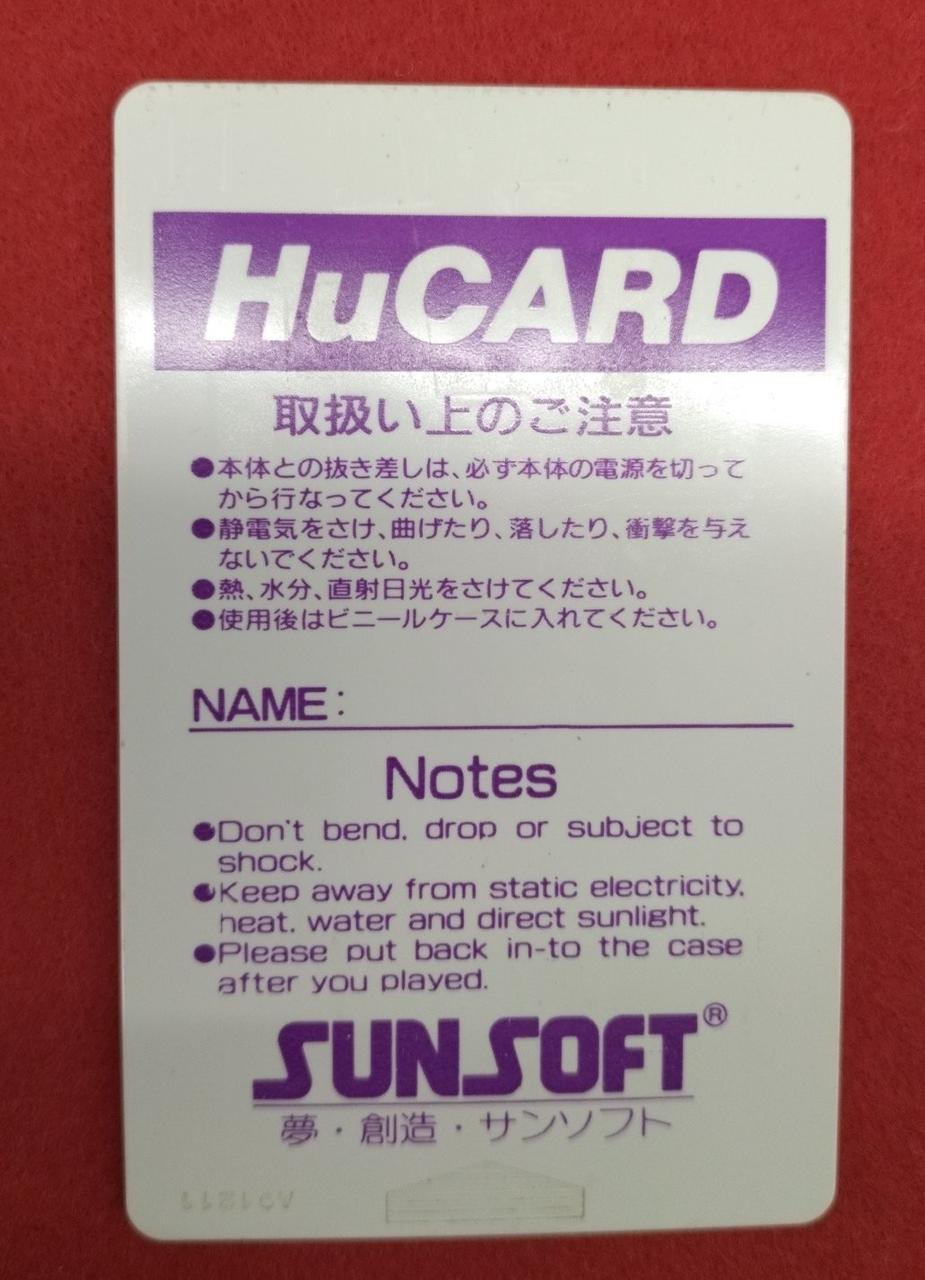 HuCARD
取扱い上のご注意
●本体との抜き差しは、必ず本体の電源を切って
から行なってください。
●静電気をさけ、曲げたり、落したり、衝撃を与え
ないでください。
●熱、水分、直射日光をさけてください。
●使用後はビニールケースに入れてください。
NAME:
Notes
●Don't bend, drop or subject to
shock.
●Keep away from static electricity,
heat, water and direct sunlight.
●Please put back in-to the case
after you played.
SUNSOFT®
夢・創造・サンソフト